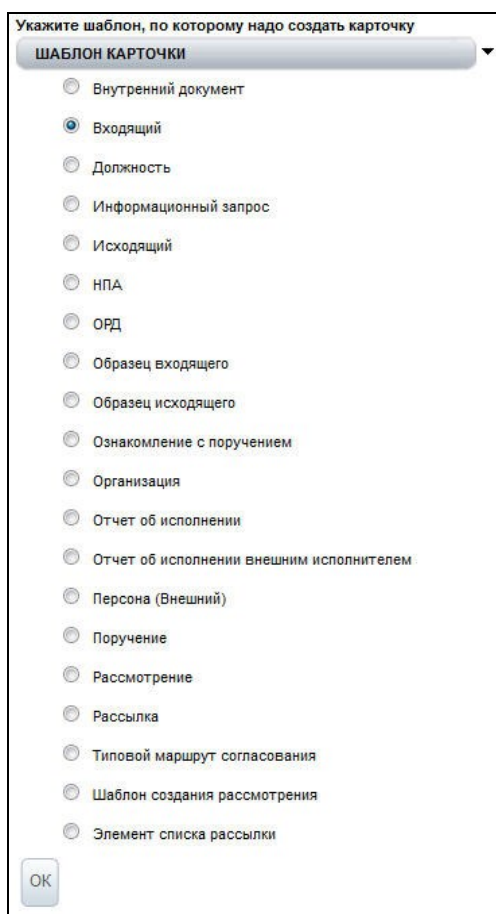 Укажите шаблон, по которому надо создать карточку
ШАБЛОН КАРТОЧКИ
Внутренний документ
Входящий
Должность
Информационный запрос
Исходящий
НПА
ОРД
Образец входящего
Образец исходящего
Ознакомление с поручением
Организация
Отчет об исполнении
Отчет об исполнении внешним исполнителем
Персона (Внешний)
Поручение
Рассмотрение
Рассылка
Типовой маршрут согласования
Шаблон создания рассмотрения
Элемент списка рассылки
ОК